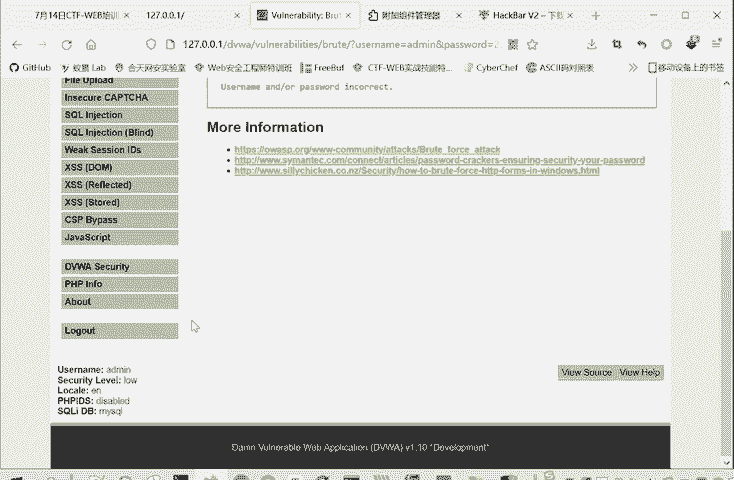 7月14日CTF-WEB培训 × 127.0.0.1/ × Vulnerability: Brut × 附加组件管理器 × HackBar V2 – 下载 ×
127.0.0.1/dvwa/vulnerabilities/brute/?username=admin&password=
GitHub 蚁景 Lab 合天网安实验室 Web安全工程师特训班 FreeBuf CTF-WEB实战技能特... CyberChef ASCII码对照表 移动设备上的书签
File Upload
Username and/or password incorrect.
Insecure CAPTCHA
SQL Injection
More Information
SQL Injection (Blind)
https://owasp.org/www-community/attacks/Brute_force_attack
Weak Session IDs
http://www.symantec.com/connect/articles/password-crackers-ensuring-security-your-password
XSS (DOM)
http://www.sillychicken.co.nz/Security/how-to-brute-force-http-forms-in-windows.html
XSS (Reflected)
XSS (Stored)
CSP Bypass
JavaScript
DVWA Security
PHP Info
About
Logout
Username: admin
Security Level: low
Locale: en
PHPIDS: disabled
SQLi DB: mysql
View Source View Help
Damn Vulnerable Web Application (DVWA) v1.10 *Development*